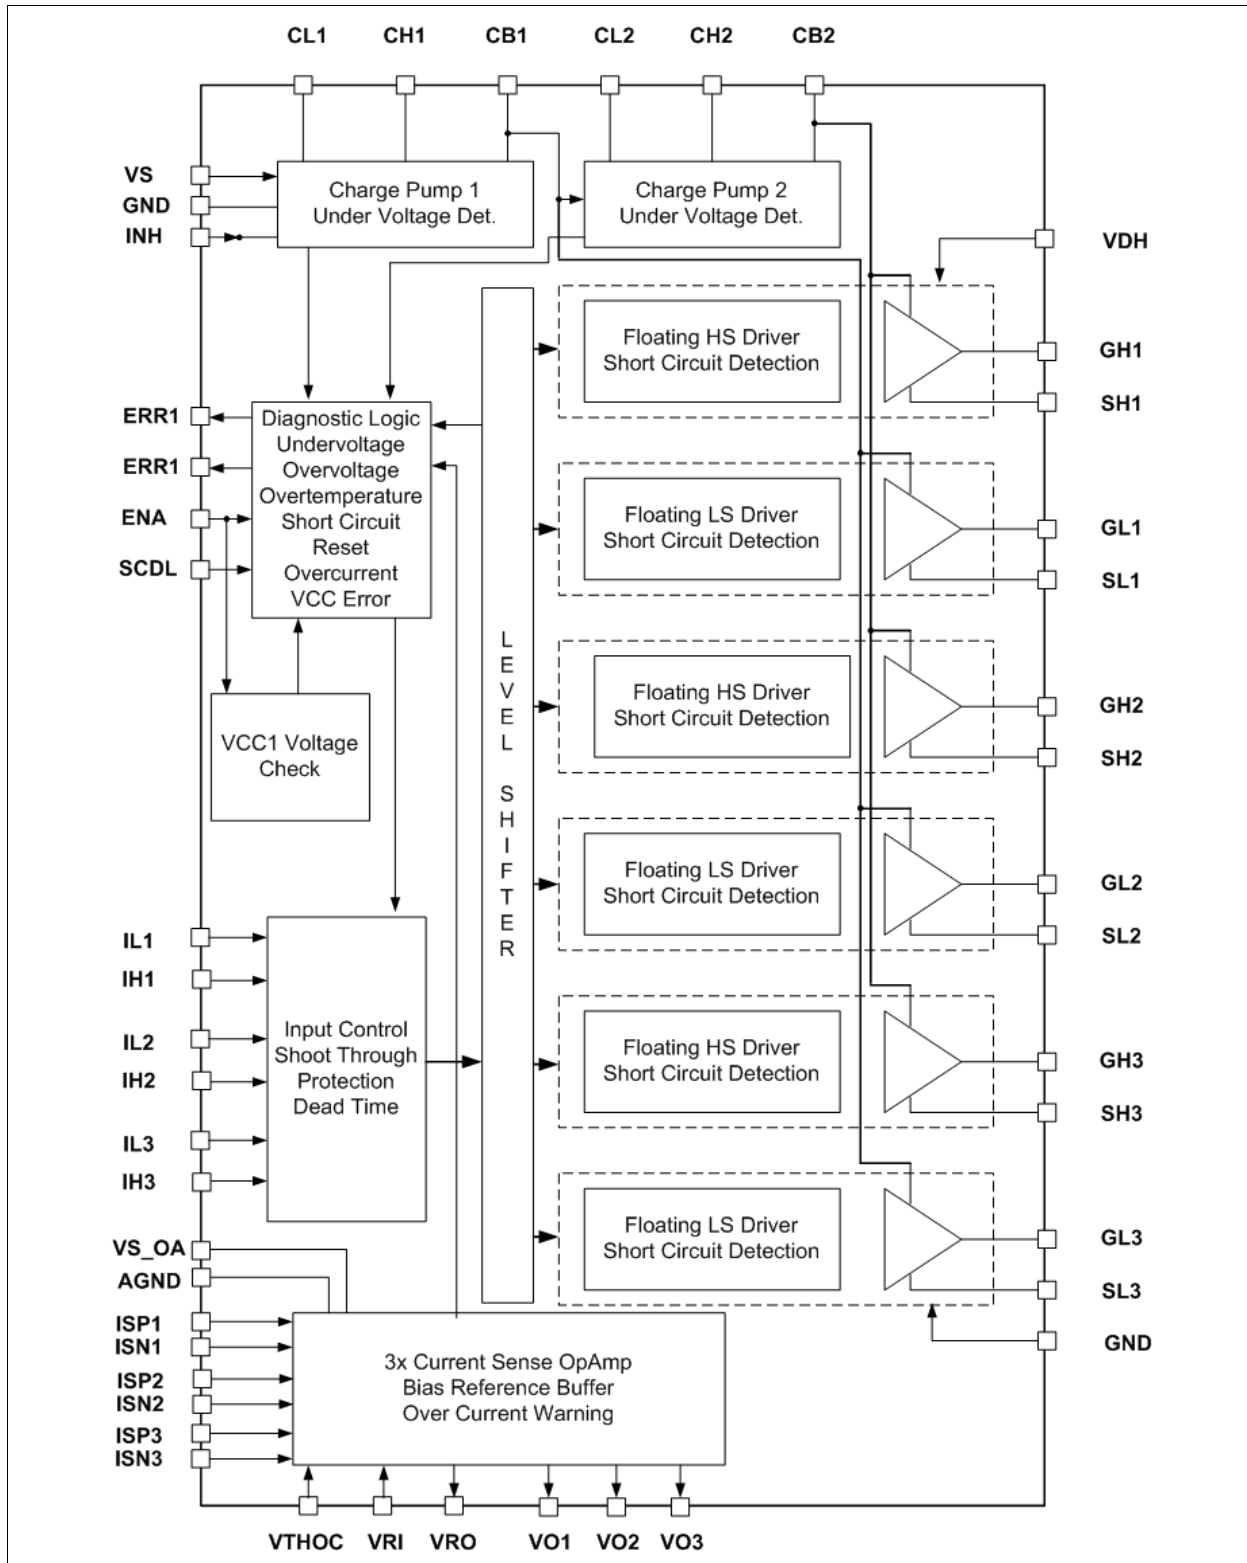 CL1 CH1 CB1 CL2 CH2 CB2
VS
GND
INH
Charge Pump 1
Under Voltage Det.
Charge Pump 2
Under Voltage Det.
VDH
Floating HS Driver
Short Circuit Detection
GH1
SH1
ERR1
ERR1
ENA
SCDL
Diagnostic Logic
Undervoltage
Overvoltage
Overtemperature
Short Circuit
Reset
Overcurrent
VCC Error
Floating LS Driver
Short Circuit Detection
GL1
SL1
VCC1 Voltage
Check
LEVEL SHIFTER
Floating HS Driver
Short Circuit Detection
GH2
SH2
Floating LS Driver
Short Circuit Detection
GL2
SL2
IL1
IH1
IL2
IH2
IL3
IH3
Input Control
Shoot Through
Protection
Dead Time
Floating HS Driver
Short Circuit Detection
GH3
SH3
Floating LS Driver
Short Circuit Detection
GL3
SL3
GND
VS_OA
AGND
ISP1
ISN1
ISP2
ISN2
ISP3
ISN3
3x Current Sense OpAmp
Bias Reference Buffer
Over Current Warning
VTHOC VRI VRO VO1 VO2 VO3